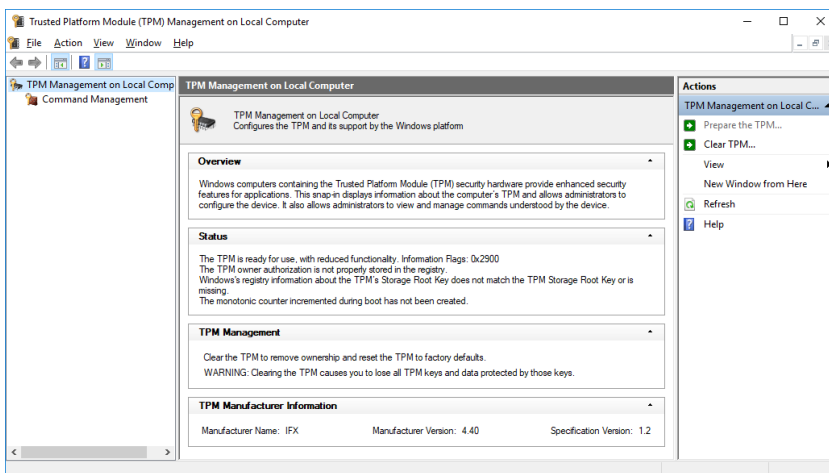 Trusted Platform Module (TPM) Management on Local Computer
File Action View Window Help
TPM Management on Local Comp
Command Management
TPM Management on Local Computer
TPM Management on Local Computer
Configures the TPM and its support by the Windows platform
Overview
Windows computers containing the Trusted Platform Module (TPM) security hardware provide enhanced security
features for applications. This snap-in displays information about the computer's TPM and allows administrators to
configure the device. It also allows administrators to view and manage commands understood by the device.
Status
The TPM is ready for use, with reduced functionality. Information Flags: 0x2900
The TPM owner authorization is not properly stored in the registry.
Windows's registry information about the TPM's Storage Root Key does not match the TPM Storage Root Key or is
missing.
The monotonic counter incremented during boot has not been created.
TPM Management
Clear the TPM to remove ownership and reset the TPM to factory defaults.
WARNING: Clearing the TPM causes you to lose all TPM keys and data protected by those keys.
TPM Manufacturer Information
Manufacturer Name: IFX Manufacturer Version: 4.40 Specification Version: 1.2
Actions
TPM Management on Local C...
Prepare the TPM...
Clear TPM...
View
New Window from Here
Refresh
Help